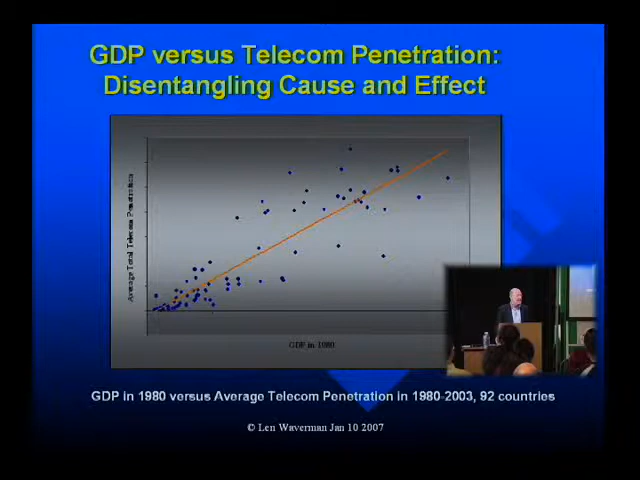 GDP versus Telecom Penetration:
Disentangling Cause and Effect
Average Total Telecom Penetration
GDP in 1980
GDP in 1980 versus Average Telecom Penetration in 1980-2003, 92 countries
© Len Waverman Jan 10 2007